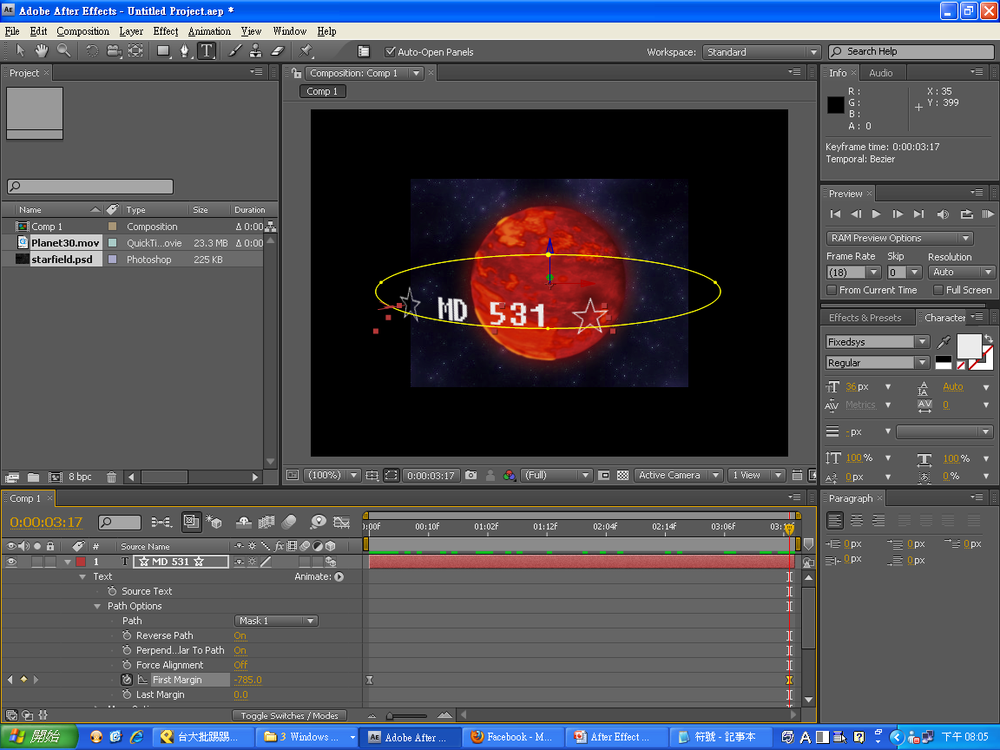 Adobe After Effects - Untitled Project.aep *
File Edit Composition Layer Effect Animation View Window Help
T Auto-Open Panels Workspace: Standard Search Help
Project
Name Type Size Duration
Comp 1 Composition Δ 0:00
Planet30.mov QuickTi...ovie 23.3 MB Δ 0:00
starfield.psd Photoshop 225 KB
8 bpc
Composition: Comp 1
Comp 1
☆ MD 531 ☆
(100%) 0:00:03:17 (Full) Active Camera 1 View
Info Audio
R : X : 35
G : Y : 399
B :
A : 0
Keyframe time: 0:00:03:17
Temporal: Bezier
Preview
RAM Preview Options
Frame Rate Skip Resolution
(18) 0 Auto
From Current Time Full Screen
Effects & Presets Character
Fixedsys
Regular
36 px Auto
Metrics 0
- px
100 % 100 %
0 px 0 %
Paragraph
0 px 0 px 0 px
0 px 0 px
Comp 1
0:00:03:17
):00F 00:10F 01:02F 01:12F 02:04F 02:14F 03:06F
# Source Name
1 T ☆ MD 531 ☆
Text Animate:
Source Text
Path Options
Path Mask 1
Reverse Path On
Perpend...lar To Path On
Force Alignment Off
First Margin -785.0
Last Margin 0.0
Toggle Switches / Modes
開始 台大批踢踢... 3 Windows ... Adobe After ... Facebook - M... After Effect ... 符號 - 記事本 下午 08:05